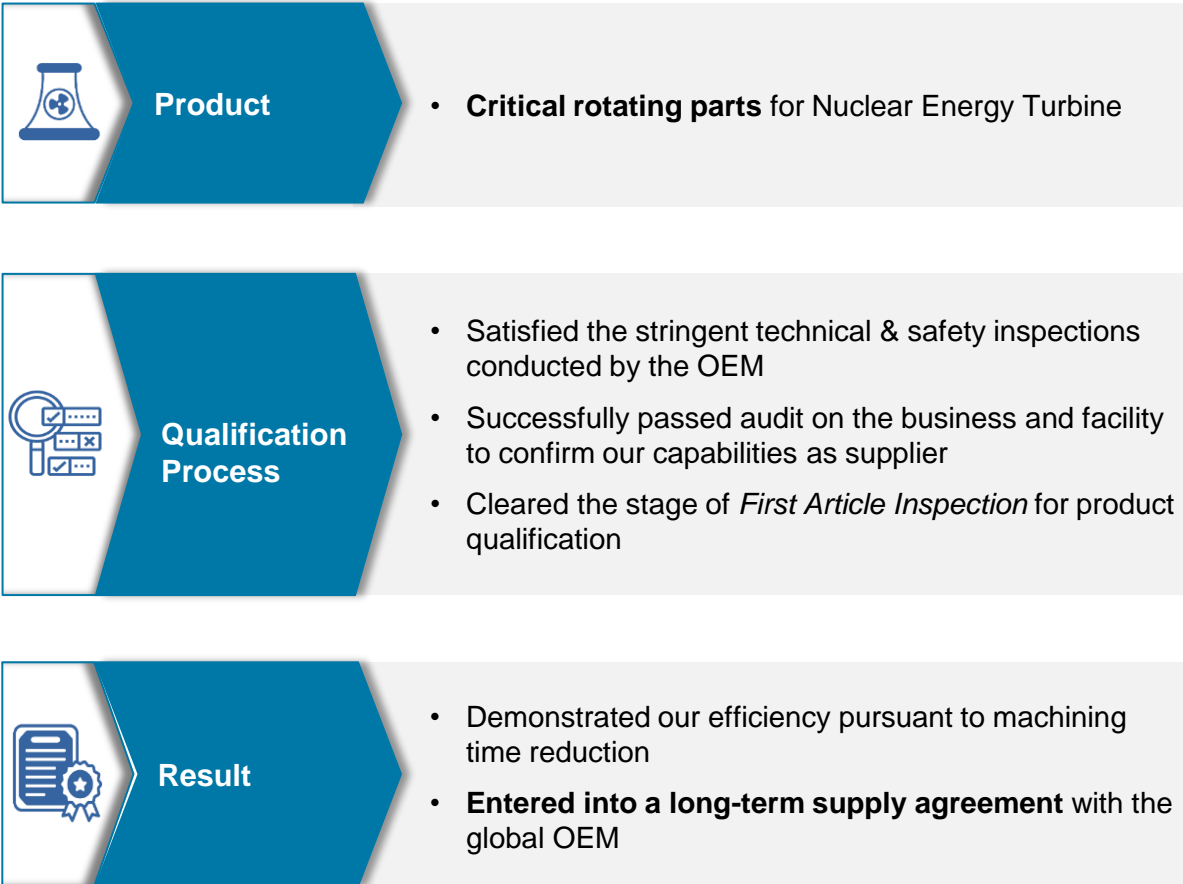 Product
• Critical rotating parts for Nuclear Energy Turbine
Qualification
Process
• Satisfied the stringent technical & safety inspections
conducted by the OEM
• Successfully passed audit on the business and facility
to confirm our capabilities as supplier
• Cleared the stage of First Article Inspection for product
qualification
Result
• Demonstrated our efficiency pursuant to machining
time reduction
• Entered into a long-term supply agreement with the
global OEM